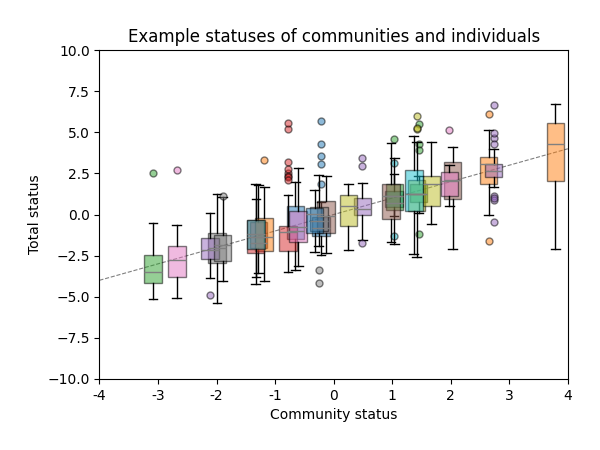 Example statuses of communities and individuals
10.0
7.5
5.0
2.5
0.0
−2.5
−5.0
−7.5
−10.0
Total status
-4 -3 -2 -1 0 1 2 3 4
Community status